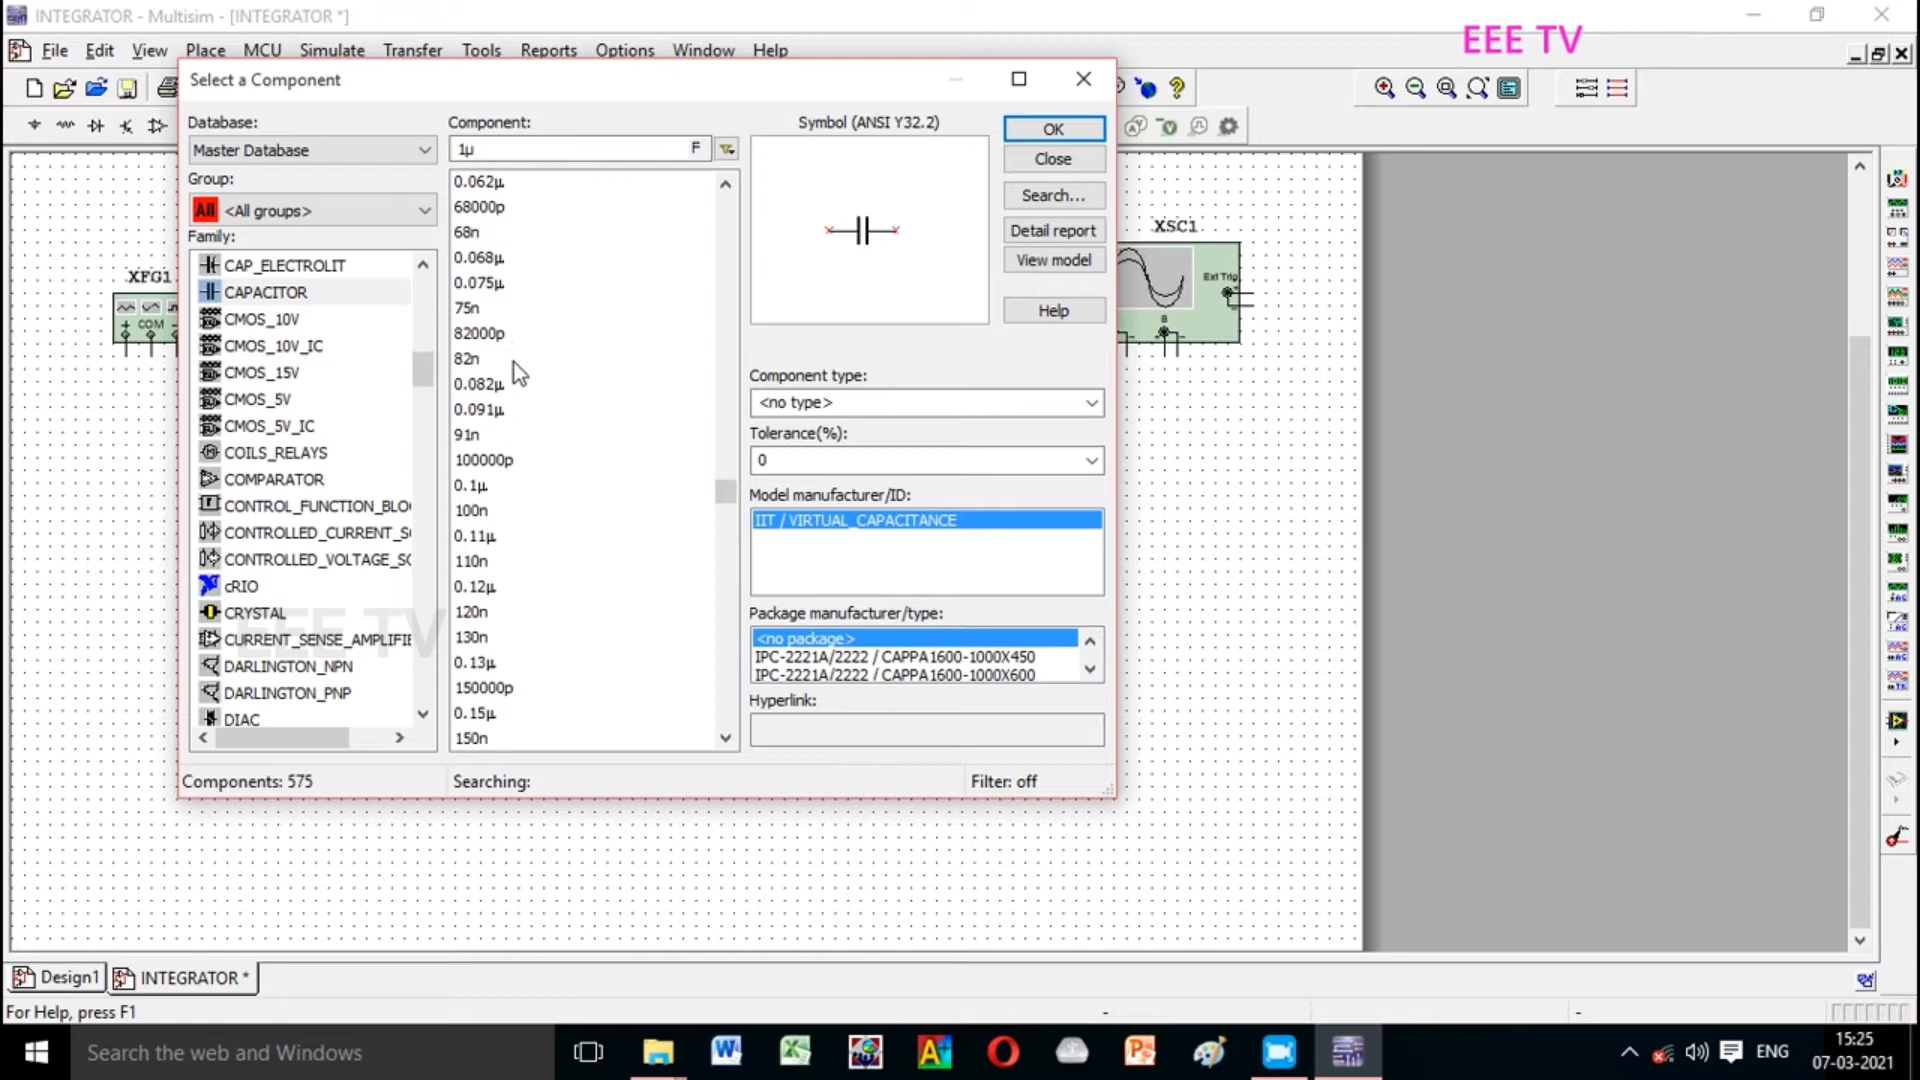 INTEGRATOR - Multisim - [INTEGRATOR *]
EEE TV
File Edit View Place MCU Simulate Transfer Tools Reports Options Window Help
Select a Component
Database:
Master Database
Group:
All <All groups>
Family:
CAP_ELECTROLIT
CAPACITOR
CMOS_10V
CMOS_10V_IC
CMOS_15V
CMOS_5V
CMOS_5V_IC
COILS_RELAYS
COMPARATOR
CONTROL_FUNCTION_BLO
CONTROLLED_CURRENT_S
CONTROLLED_VOLTAGE_SC
cRIO
CRYSTAL
CURRENT_SENSE_AMPLIFIE
DARLINGTON_NPN
DARLINGTON_PNP
DIAC
EEE TV
Component:
1µ F
0.062µ
68000p
68n
0.068µ
0.075µ
75n
82000p
82n
0.082µ
0.091µ
91n
100000p
0.1µ
100n
0.11µ
110n
0.12µ
120n
130n
0.13µ
150000p
0.15µ
150n
Symbol (ANSI Y32.2)
OK
Close
Search...
Detail report
View model
Help
Component type:
<no type>
Tolerance(%):
0
Model manufacturer/ID:
IIT / VIRTUAL_CAPACITANCE
Package manufacturer/type:
<no package>
IPC-2221A/2222 / CAPPA1600-1000X450
IPC-2221A/2222 / CAPPA1600-1000X600
Hyperlink:
Components: 575
Searching:
Filter: off
XFG1
COM
XSC1
Ext Trig
B
Design1
INTEGRATOR *
For Help, press F1
Search the web and Windows
ENG
15:25
07-03-2021